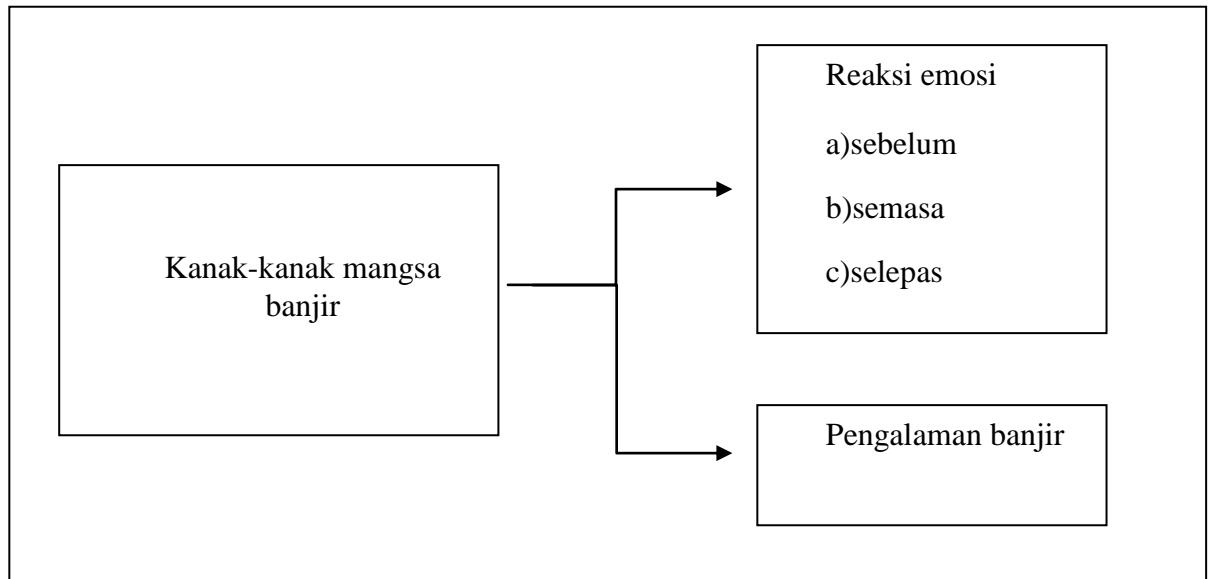 Kanak-kanak mangsa
banjir
Reaksi emosi
a)sebelum
b)semasa
c)selepas
Pengalaman banjir